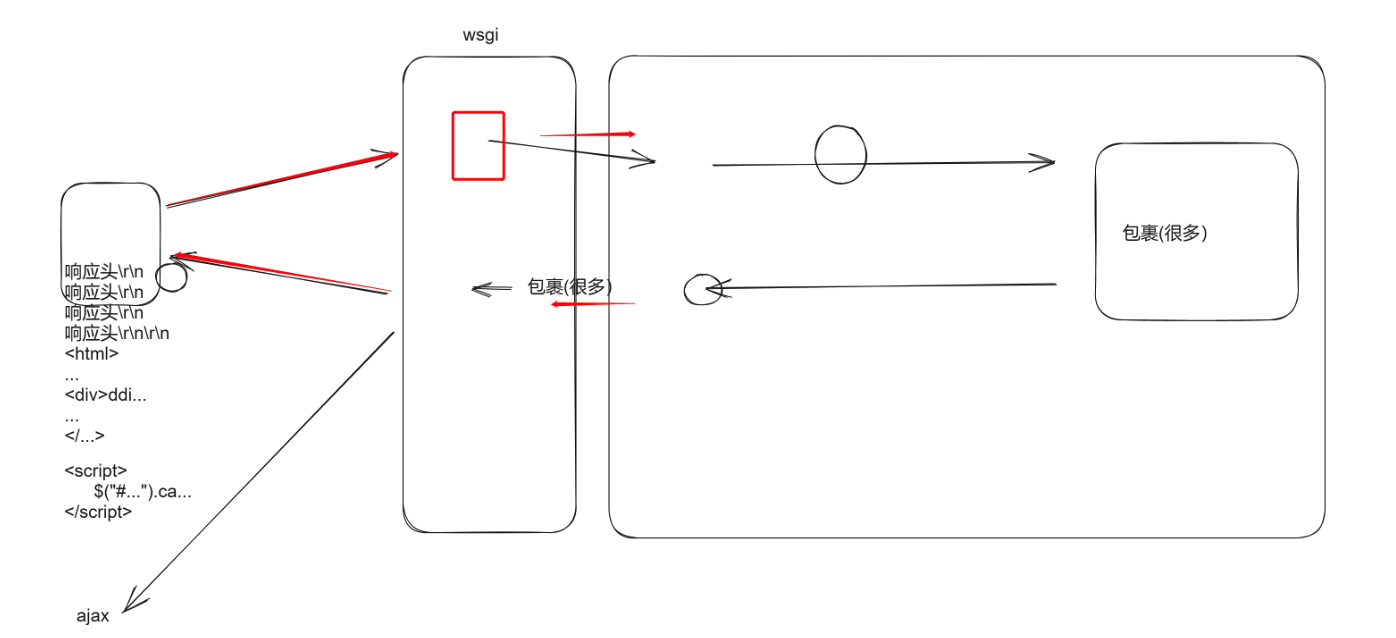 wsgi
包裹(很多)
包裹(很多)
响应头\r\n
响应头\r\n
响应头\r\n
响应头\r\n\r\n
<html>
...
<div>ddi...
...
</...>
<script>
$("#...").ca...
</script>
ajax